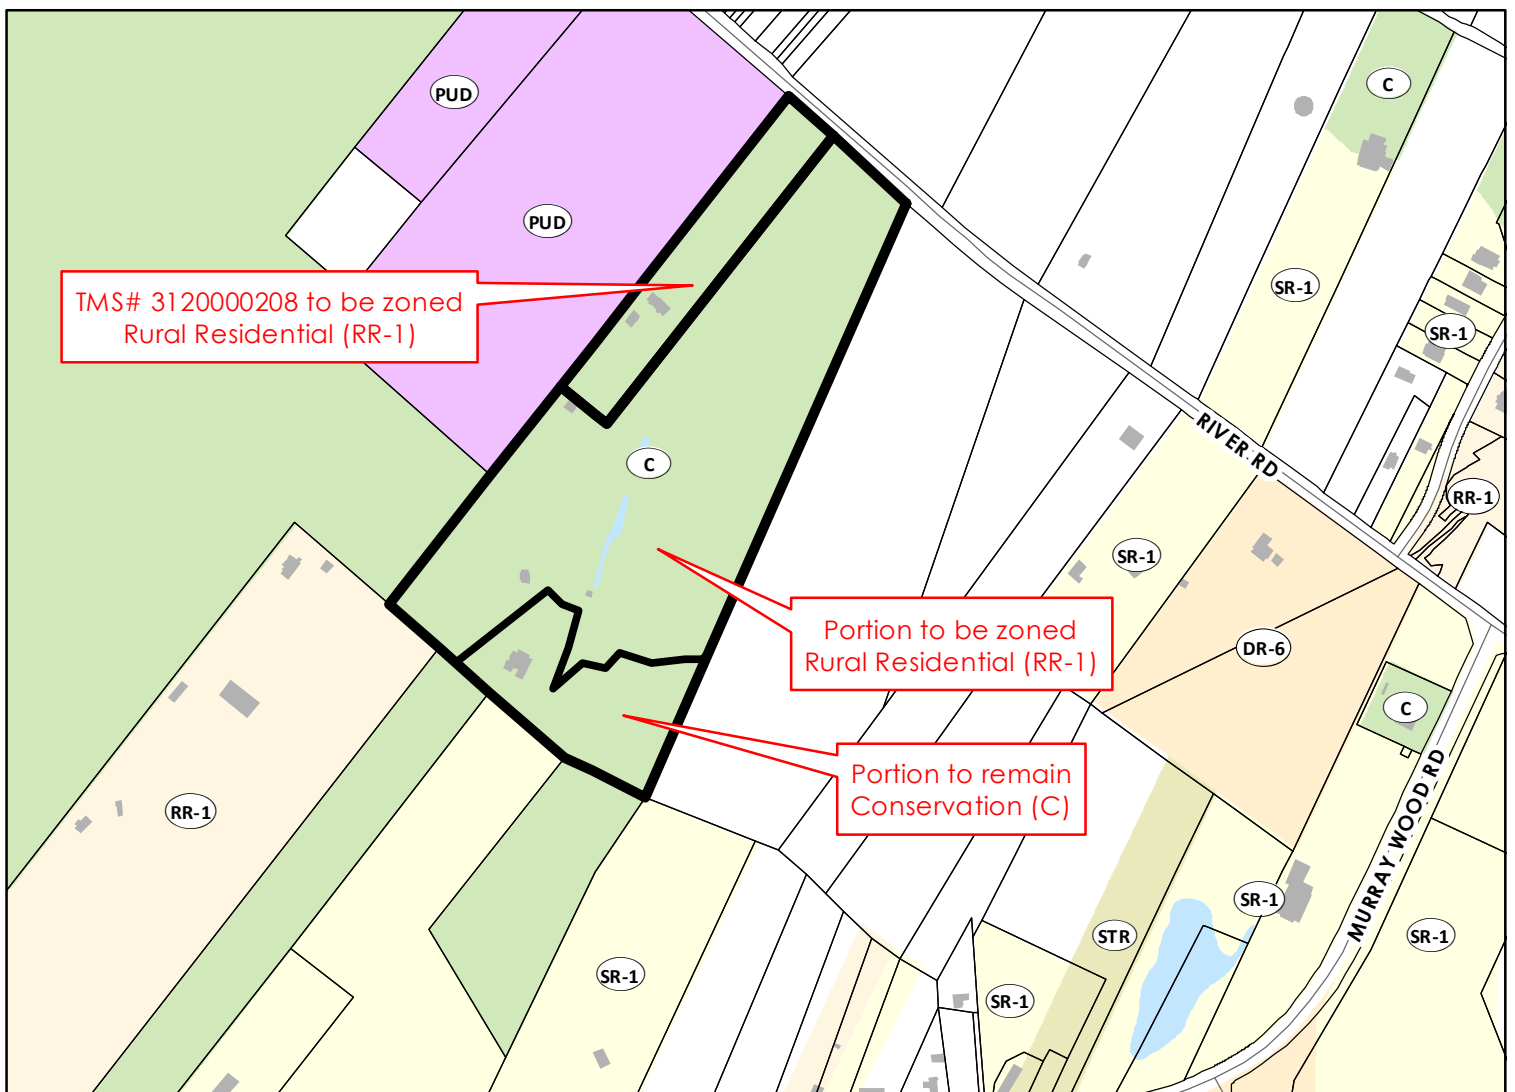 C
PUD
PUD
TMS# 3120000208 to be zoned
Rural Residential (RR-1)
SR-1
SR-1
RIVER RD
C
RR-1
SR-1
Portion to be zoned
Rural Residential (RR-1)
DR-6
C
Portion to remain
Conservation (C)
RR-1
MURRAY WOOD RD
SR-1
STR
SR-1
SR-1
SR-1